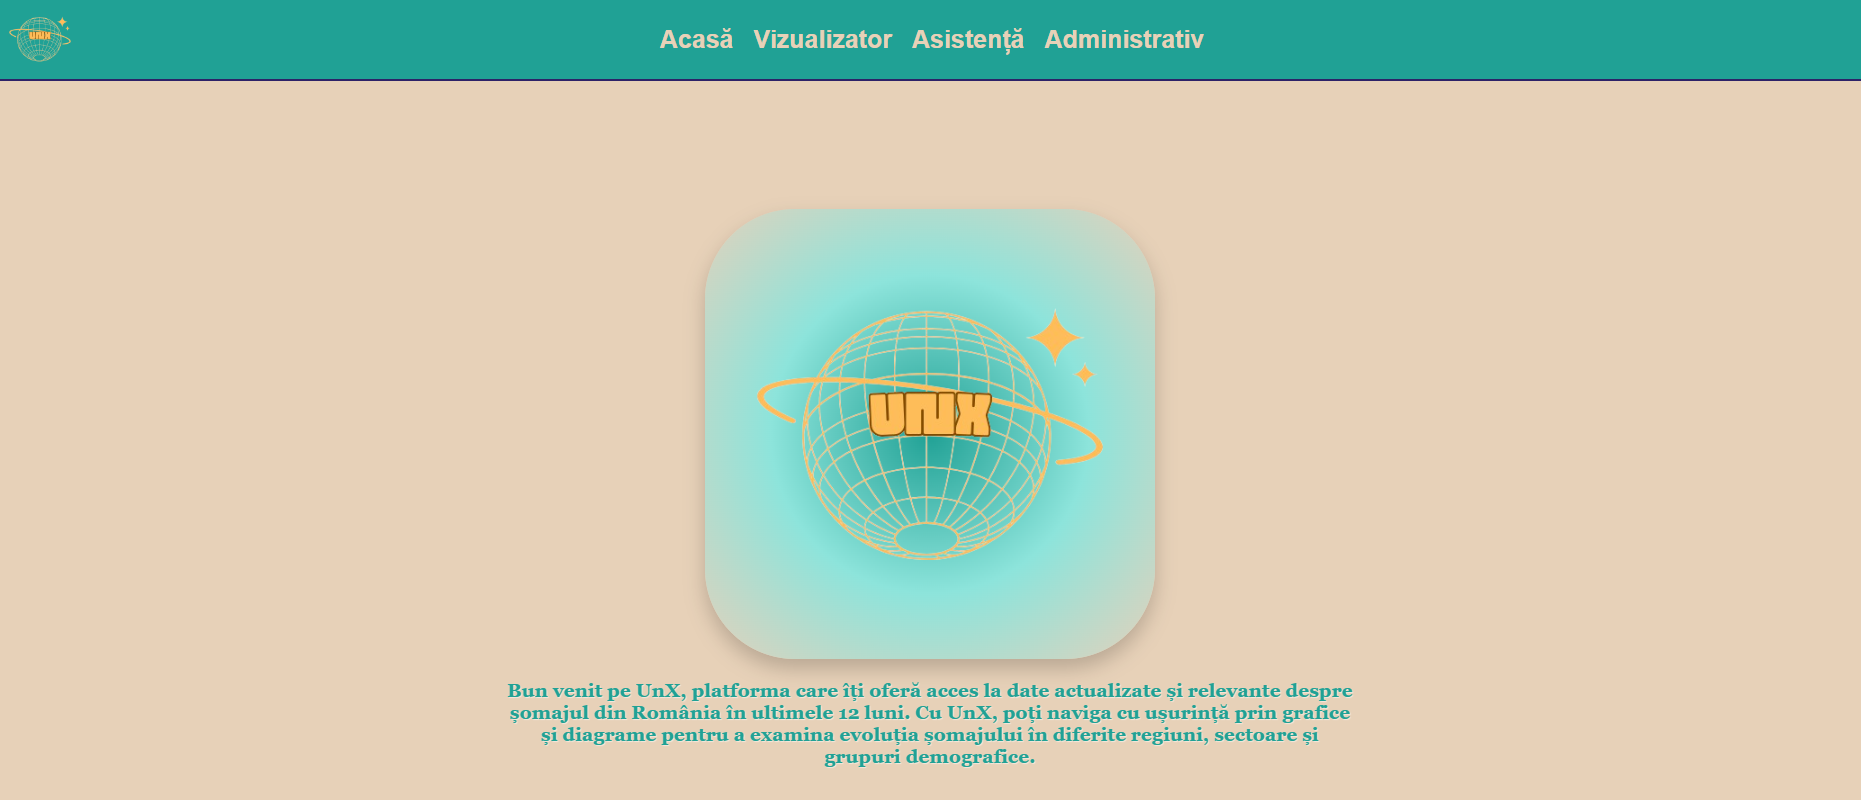 UNX
Acasă Vizualizator Asistență Administrativ
UNX
Bun venit pe UnX, platforma care îți oferă acces la date actualizate și relevante despre
șomajul din România în ultimele 12 luni. Cu UnX, poți naviga cu ușurință prin grafice
și diagrame pentru a examina evoluția șomajului în diferite regiuni, sectoare și
grupuri demografice.